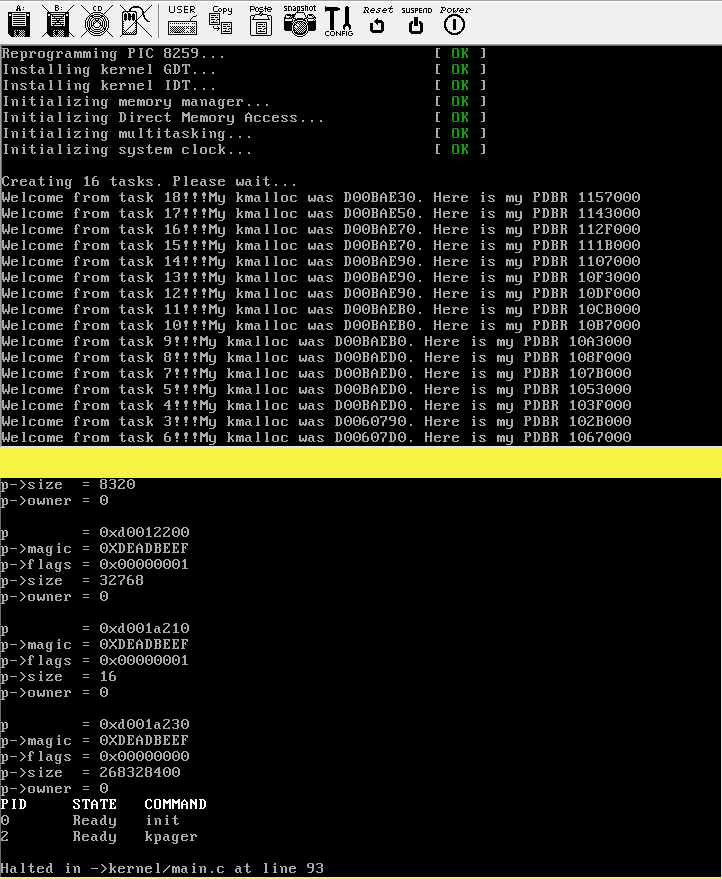 A: B: CD USER Copy Paste snapshot CONFIG Reset SUSPEND Power
Reprogramming PIC 8259... [ OK ]
Installing kernel GDT... [ OK ]
Installing kernel IDT... [ OK ]
Initializing memory manager... [ OK ]
Initializing Direct Memory Access... [ OK ]
Initializing multitasking... [ OK ]
Initializing system clock... [ OK ]
Creating 16 tasks. Please wait...
Welcome from task 18!!!My kmalloc was D00BAE30. Here is my PDBR 1157000
Welcome from task 17!!!My kmalloc was D00BAE50. Here is my PDBR 1143000
Welcome from task 16!!!My kmalloc was D00BAE70. Here is my PDBR 112F000
Welcome from task 15!!!My kmalloc was D00BAE70. Here is my PDBR 111B000
Welcome from task 14!!!My kmalloc was D00BAE90. Here is my PDBR 1107000
Welcome from task 13!!!My kmalloc was D00BAE90. Here is my PDBR 10F3000
Welcome from task 12!!!My kmalloc was D00BAE90. Here is my PDBR 10DF000
Welcome from task 11!!!My kmalloc was D00BAEB0. Here is my PDBR 10CB000
Welcome from task 10!!!My kmalloc was D00BAEB0. Here is my PDBR 10B7000
Welcome from task 9!!!My kmalloc was D00BAEB0. Here is my PDBR 10A3000
Welcome from task 8!!!My kmalloc was D00BAED0. Here is my PDBR 108F000
Welcome from task 7!!!My kmalloc was D00BAED0. Here is my PDBR 107B000
Welcome from task 5!!!My kmalloc was D00BAED0. Here is my PDBR 1053000
Welcome from task 4!!!My kmalloc was D00BAED0. Here is my PDBR 103F000
Welcome from task 3!!!My kmalloc was D0060790. Here is my PDBR 102B000
Welcome from task 6!!!My kmalloc was D00607D0. Here is my PDBR 1067000
p->size = 8320
p->owner = 0
p = 0xd0012200
p->magic = 0XDEADBEEF
p->flags = 0x00000001
p->size = 32768
p->owner = 0
p = 0xd001a210
p->magic = 0XDEADBEEF
p->flags = 0x00000001
p->size = 16
p->owner = 0
p = 0xd001a230
p->magic = 0XDEADBEEF
p->flags = 0x00000000
p->size = 268328400
p->owner = 0
PID STATE COMMAND
0 Ready init
2 Ready kpager
Halted in ->kernel/main.c at line 93